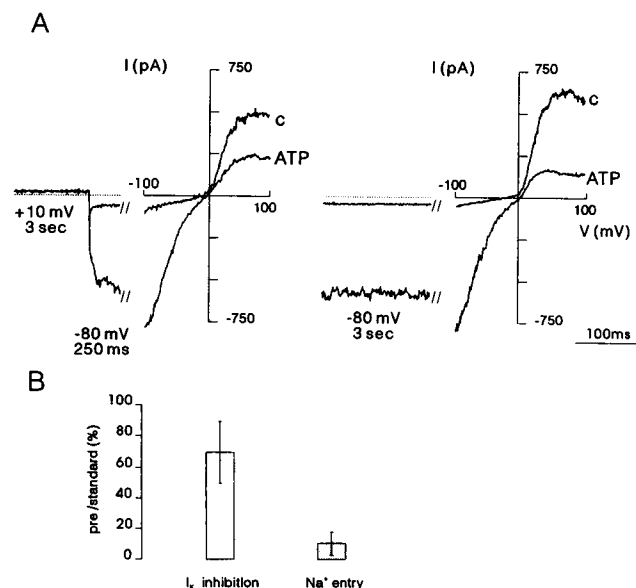 A
I (pA)
750
C
ATP
-100
100
+10 mV
3 sec
//
//
-80 mV
250 ms
-750
I (pA)
750
C
ATP
-100
100
V (mV)
//
//
-80 mV
3 sec
-750
100ms
B
pre /standard (%)
100
80
60
40
20
0
Iₖ inhibition
Na⁺ entry